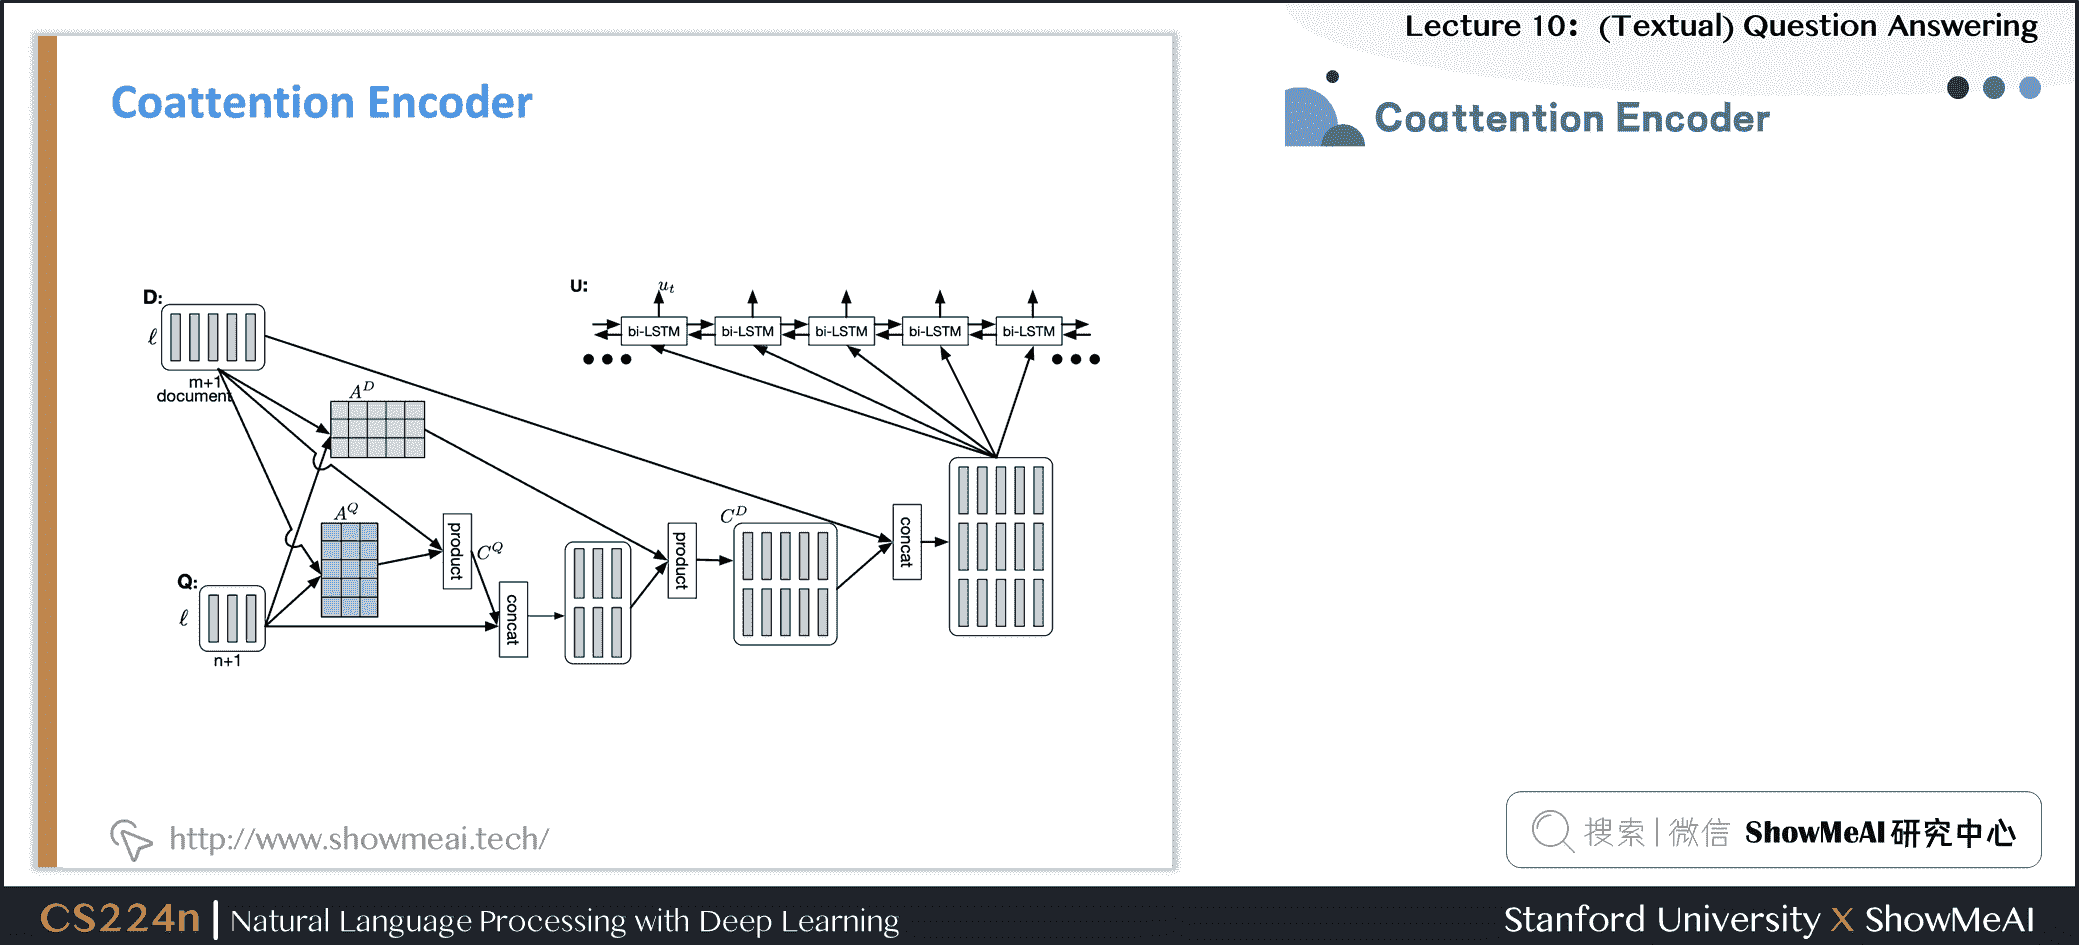 Lecture 10: (Textual) Question Answering
Coattention Encoder
Coattention Encoder
D:
ℓ
m+1
document
A^D
Q:
ℓ
n+1
A^Q
product
C^Q
concat
product
C^D
concat
U:
u_t
bi-LSTM
bi-LSTM
bi-LSTM
bi-LSTM
bi-LSTM
http://www.showmeai.tech/
搜索|微信 ShowMeAI研究中心
CS224n | Natural Language Processing with Deep Learning
Stanford University X ShowMeAI